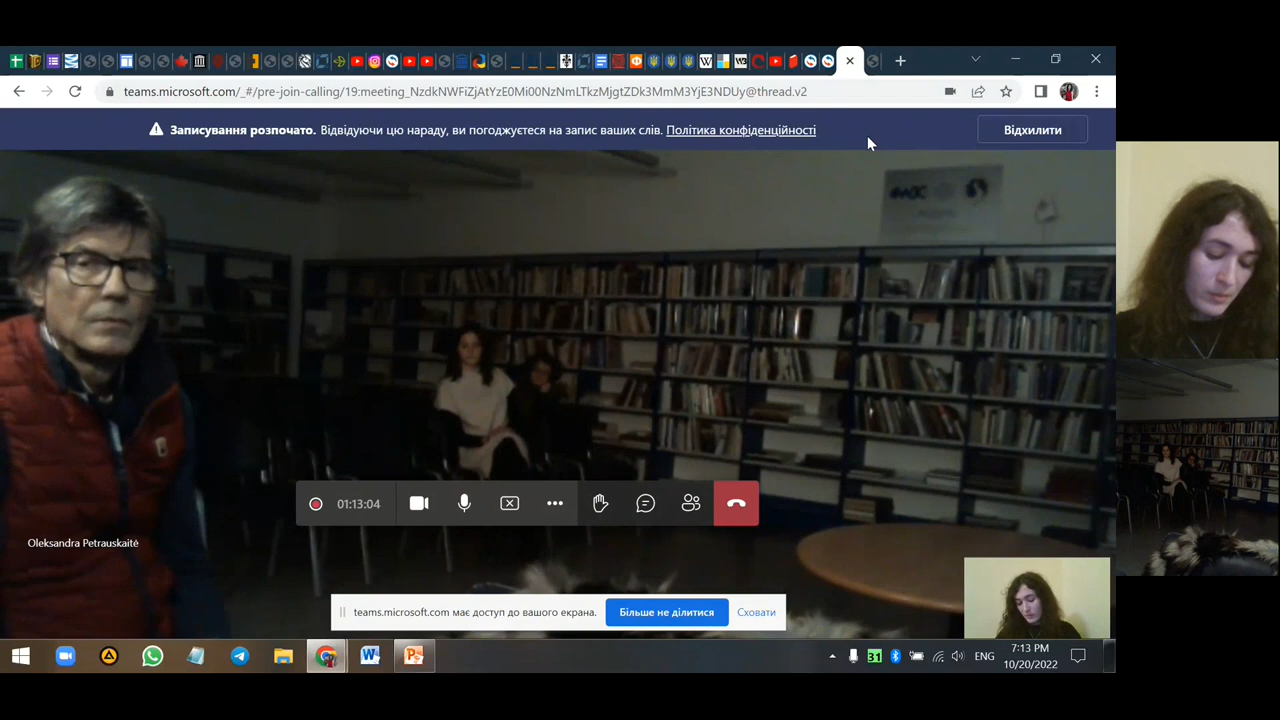 teams.microsoft.com/_#/pre-join-calling/19:meeting_NzdkNWFiZjAtYzE0Mi00NzNmLTkzMjgtZDk3MmM3YjE3NDUy@thread.v2
Записування розпочато. Відвідуючи цю нараду, ви погоджуєтеся на запис ваших слів. Політика конфіденційності
Відхилити
01:13:04
Oleksandra Petrauskaitė
teams.microsoft.com має доступ до вашого екрана.
Більше не ділитися
Сховати
31
ENG
7:13 PM
10/20/2022